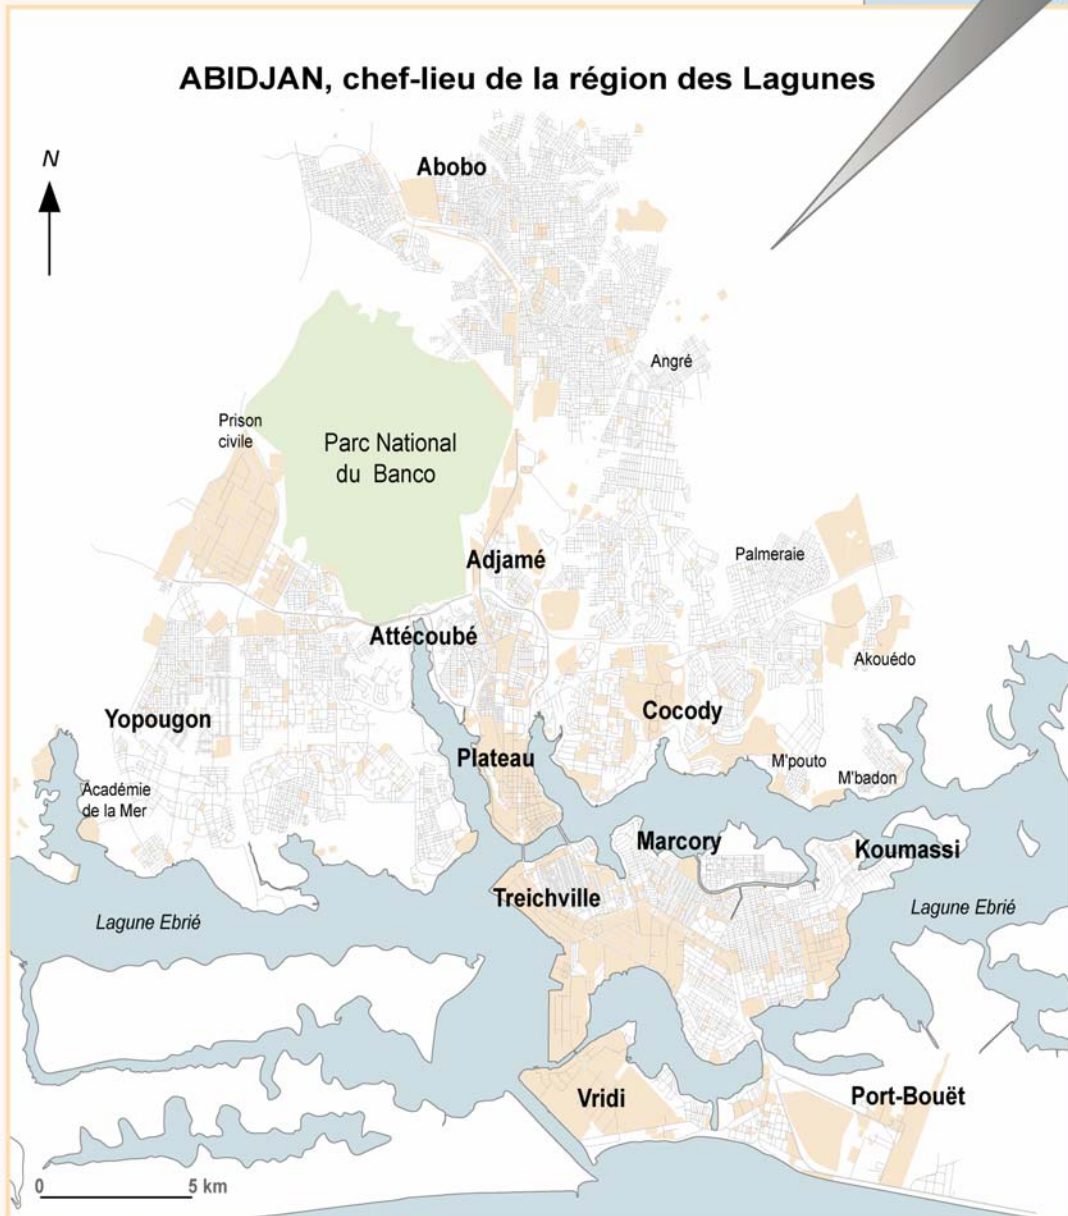 ABIDJAN, chef-lieu de la région des Lagunes
N
Abobo
Angré
Prison
civile
Parc National
du Banco
Adjamé
Palmeraie
Attécoubé
Akouédo
Yopougon
Cocody
Plateau
M'pouto
M'badon
Académie
de la Mer
Marcory
Koumassi
Treichville
Lagune Ebrié
Lagune Ebrié
Vridi
Port-Bouët
0 5 km